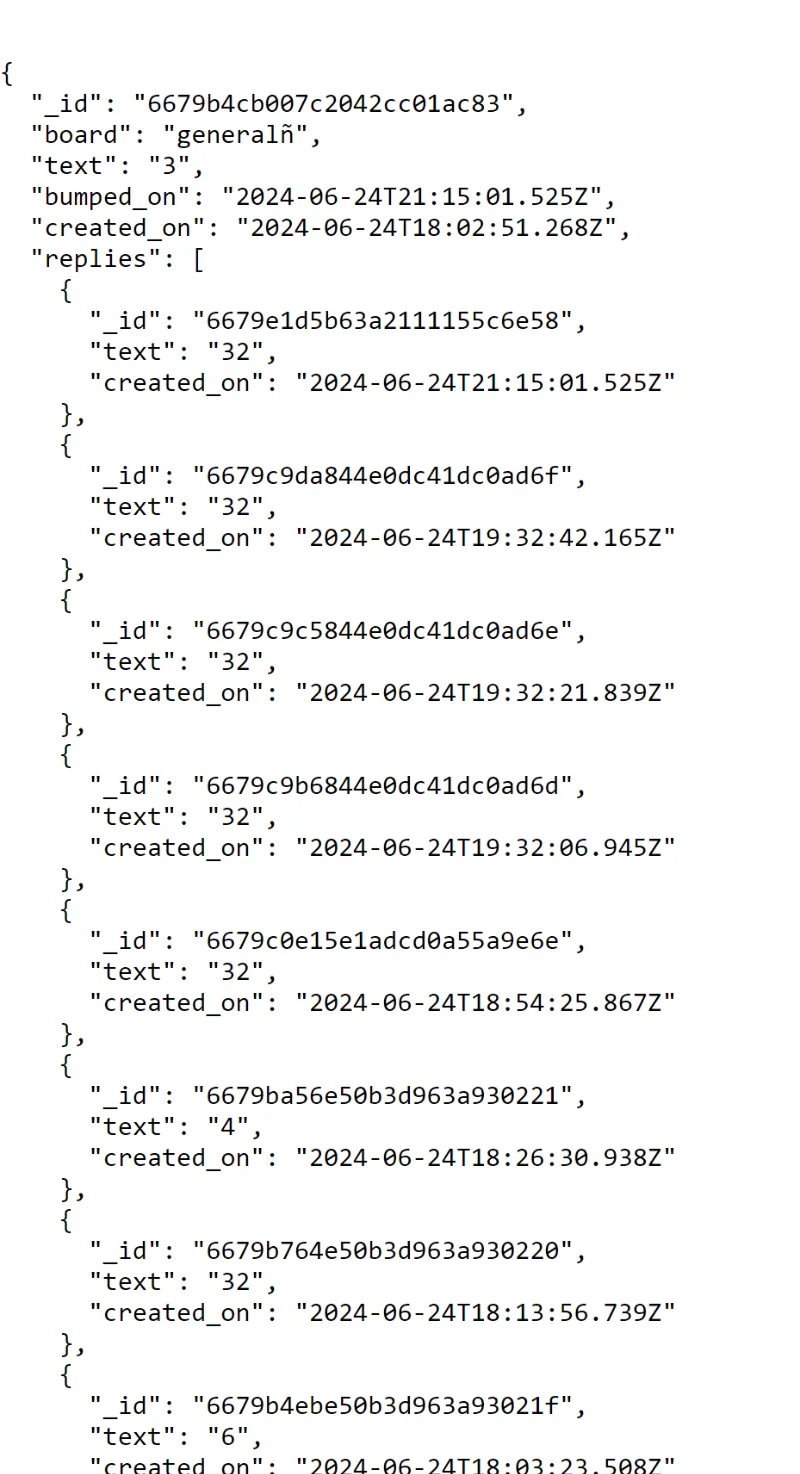 {
  "_id": "6679b4cb007c2042cc01ac83",
  "board": "generalñ",
  "text": "3",
  "bumped_on": "2024-06-24T21:15:01.525Z",
  "created_on": "2024-06-24T18:02:51.268Z",
  "replies": [
    {
      "_id": "6679e1d5b63a2111155c6e58",
      "text": "32",
      "created_on": "2024-06-24T21:15:01.525Z"
    },
    {
      "_id": "6679c9da844e0dc41dc0ad6f",
      "text": "32",
      "created_on": "2024-06-24T19:32:42.165Z"
    },
    {
      "_id": "6679c9c5844e0dc41dc0ad6e",
      "text": "32",
      "created_on": "2024-06-24T19:32:21.839Z"
    },
    {
      "_id": "6679c9b6844e0dc41dc0ad6d",
      "text": "32",
      "created_on": "2024-06-24T19:32:06.945Z"
    },
    {
      "_id": "6679c0e15e1adcd0a55a9e6e",
      "text": "32",
      "created_on": "2024-06-24T18:54:25.867Z"
    },
    {
      "_id": "6679ba56e50b3d963a930221",
      "text": "4",
      "created_on": "2024-06-24T18:26:30.938Z"
    },
    {
      "_id": "6679b764e50b3d963a930220",
      "text": "32",
      "created_on": "2024-06-24T18:13:56.739Z"
    },
    {
      "_id": "6679b4ebe50b3d963a93021f",
      "text": "6",
      "created_on": "2024-06-24T18:03:23.508Z"